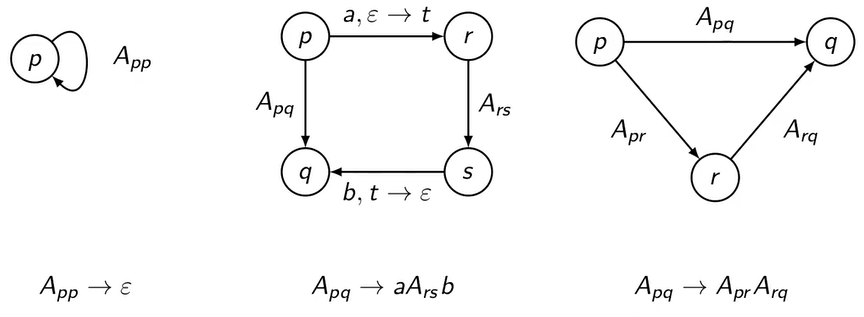 p
A_pp
A_pp → ε
a, ε → t
p
r
A_pq
A_rs
q
s
b, t → ε
A_pq → aA_rs b
A_pq
p
q
A_pr
A_rq
r
A_pq → A_pr A_rq